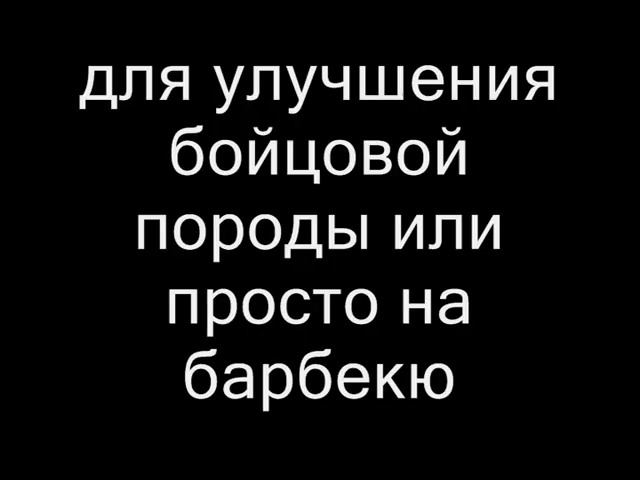 для улучшения
бойцовой
породы или
просто на
барбекю